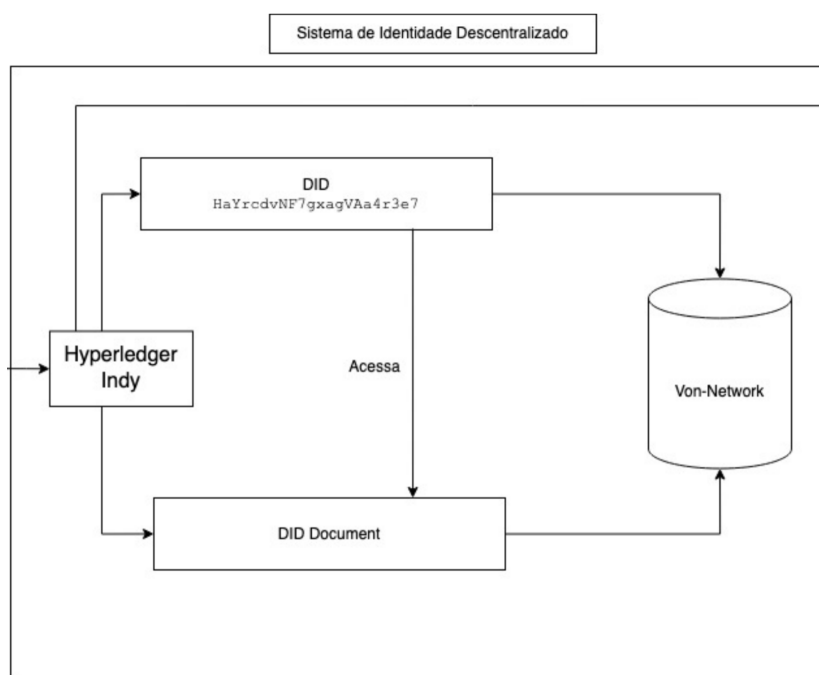 Sistema de Identidade Descentralizado
DID
HaYrcdvNF7gxagVAa4r3e7
Hyperledger
Indy
Acessa
Von-Network
DID Document